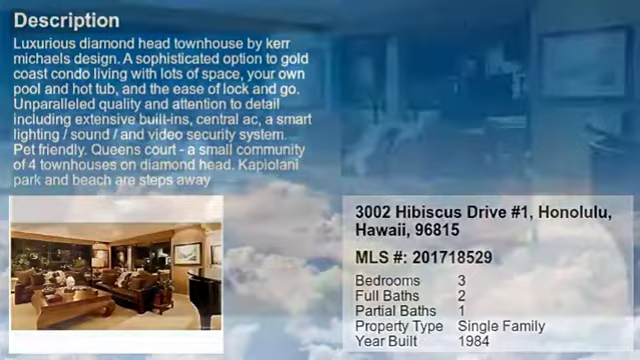 Description
Luxurious diamond head townhouse by kerr
michaels design. A sophisticated option to gold
coast condo living with lots of space, your own
pool and hot tub, and the ease of lock and go.
Unparalleled quality and attention to detail
including extensive built-ins, central ac, a smart
lighting / sound / and video security system.
Pet friendly. Queens court - a small community
of 4 townhouses on diamond head. Kapiolani
park and beach are steps away
3002 Hibiscus Drive #1, Honolulu,
Hawaii, 96815
MLS #: 201718529
Bedrooms 3
Full Baths 2
Partial Baths 1
Property Type Single Family
Year Built 1984